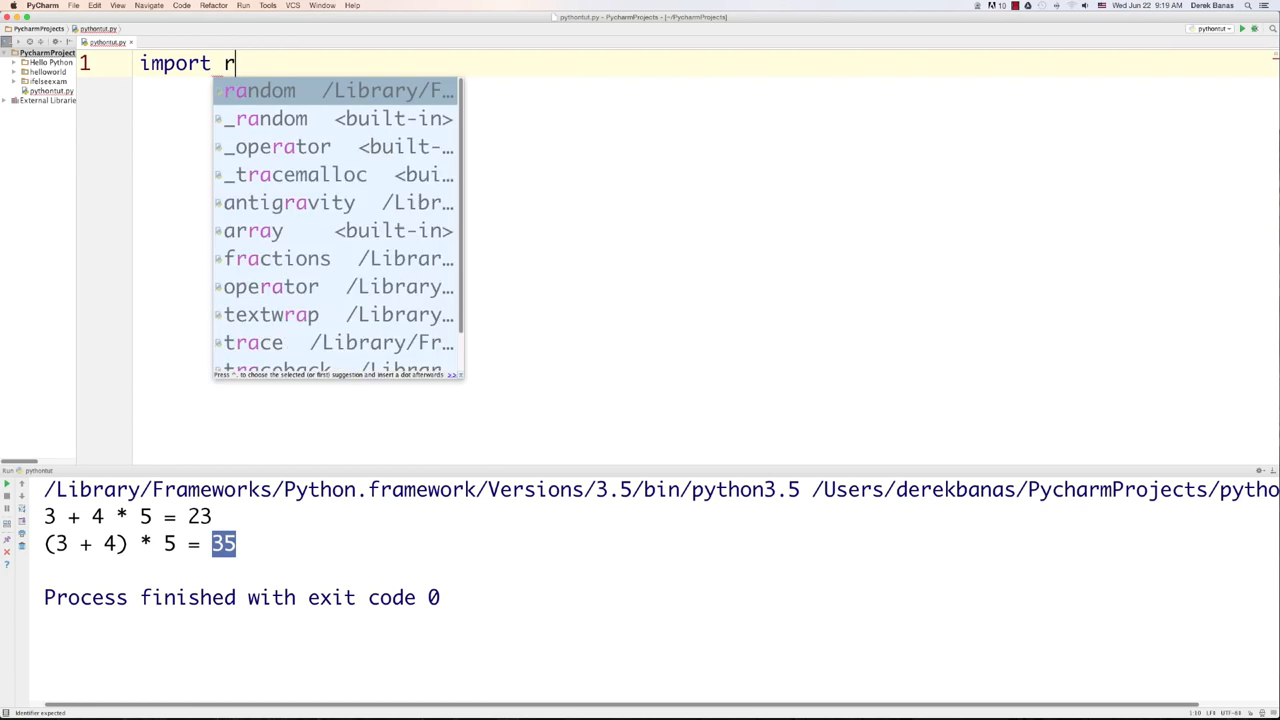 PyCharm File Edit View Navigate Code Refactor Run Tools VCS Window Help
10 Wed Jun 22 9:19 AM Derek Banas
pythontut.py - PycharmProjects - [~/PycharmProjects]
PycharmProjects pythontut.py
pythontut
pythontut.py ×
PycharmProject
Hello Python
helloworld
ifelseexam
pythontut.py
External Librarie
1 import r
random /Library/F…
_random <built-in>
_operator <built-…
_tracemalloc <bui…
antigravity /Libr…
array <built-in>
fractions /Librar…
operator /Library…
textwrap /Library…
trace /Library/Fr…
traceback /Librar…
to choose the selected (or first) suggestion and insert a dot afterwards >>
Run pythontut
/Library/Frameworks/Python.framework/Versions/3.5/bin/python3.5 /Users/derekbanas/PycharmProjects/pytho
3 + 4 * 5 = 23
(3 + 4) * 5 = 35
Process finished with exit code 0
Identifier expected
1:10 LF÷ UTF-8÷